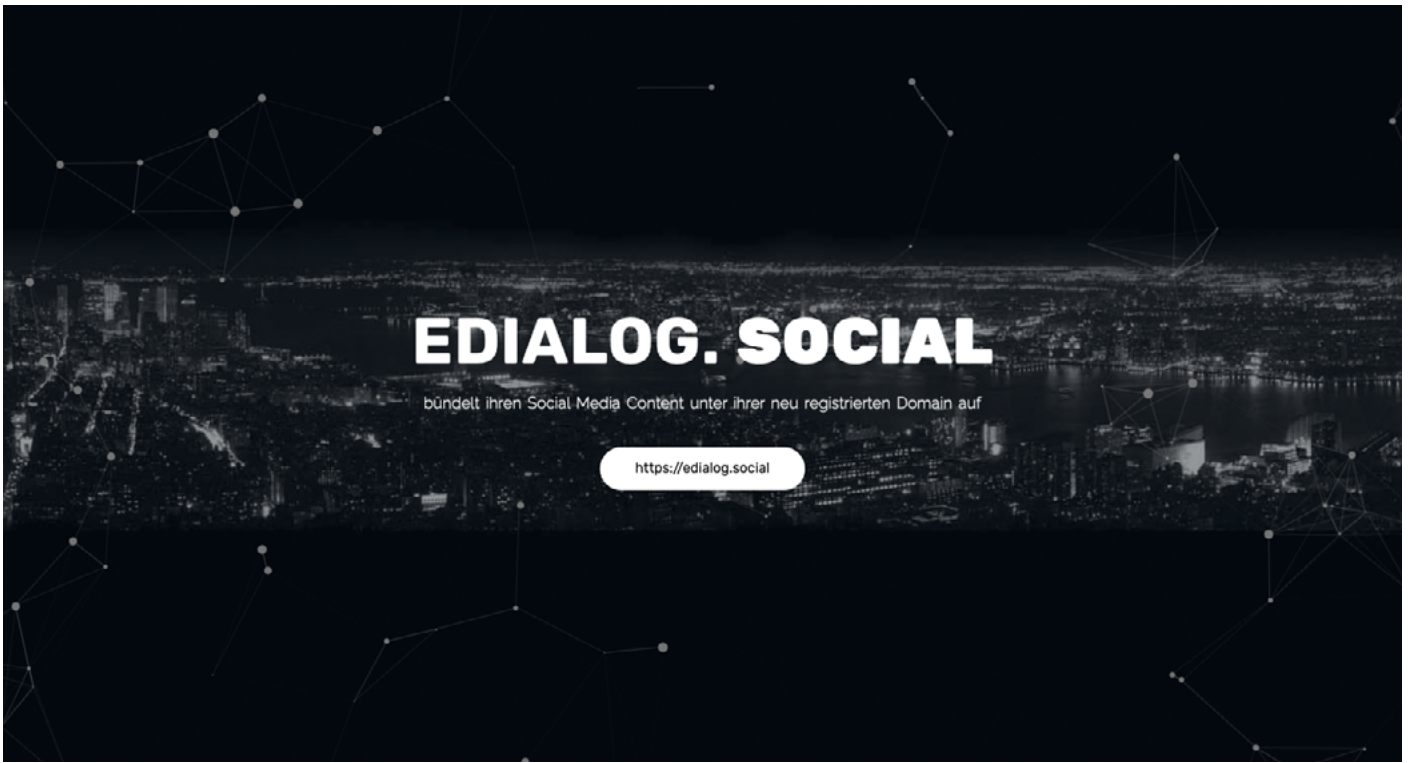 EDIALOG. SOCIAL
bündelt ihren Social Media Content unter ihrer neu registrierten Domain auf
https://edialog.social